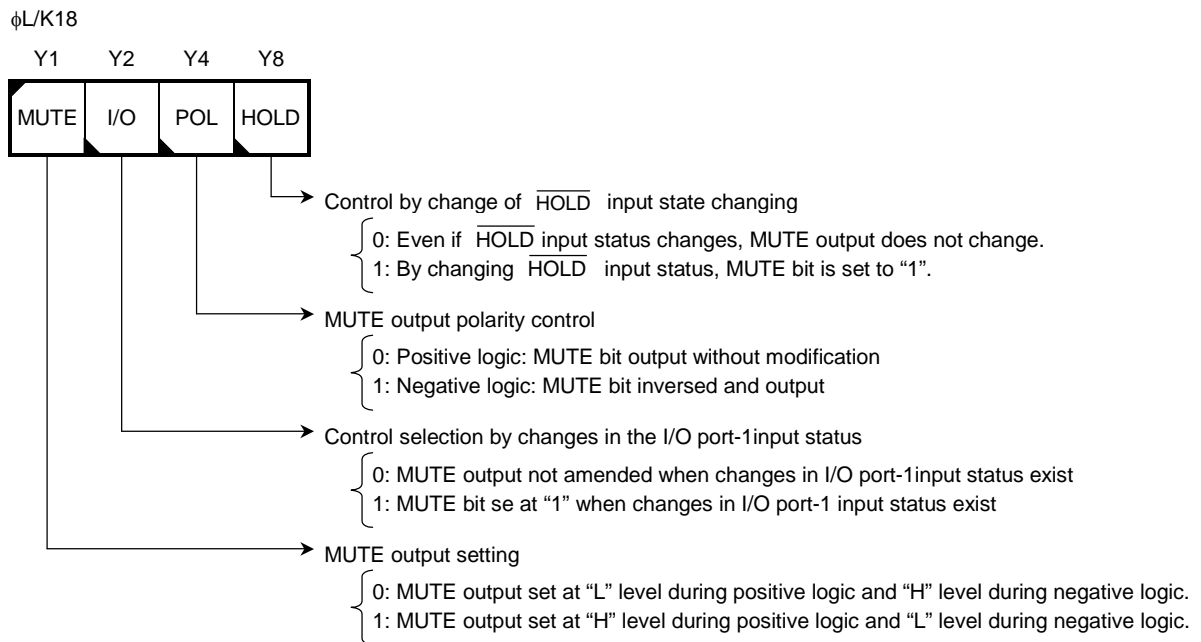 ϕL/K18
Y1 Y2 Y4 Y8
MUTE I/O POL HOLD
Control by change of HOLD input state changing
0: Even if HOLD input status changes, MUTE output does not change.
1: By changing HOLD input status, MUTE bit is set to “1”.
MUTE output polarity control
0: Positive logic: MUTE bit output without modification
1: Negative logic: MUTE bit inversed and output
Control selection by changes in the I/O port-1input status
0: MUTE output not amended when changes in I/O port-1input status exist
1: MUTE bit se at “1” when changes in I/O port-1 input status exist
MUTE output setting
0: MUTE output set at “L” level during positive logic and “H” level during negative logic.
1: MUTE output set at “H” level during positive logic and “L” level during negative logic.